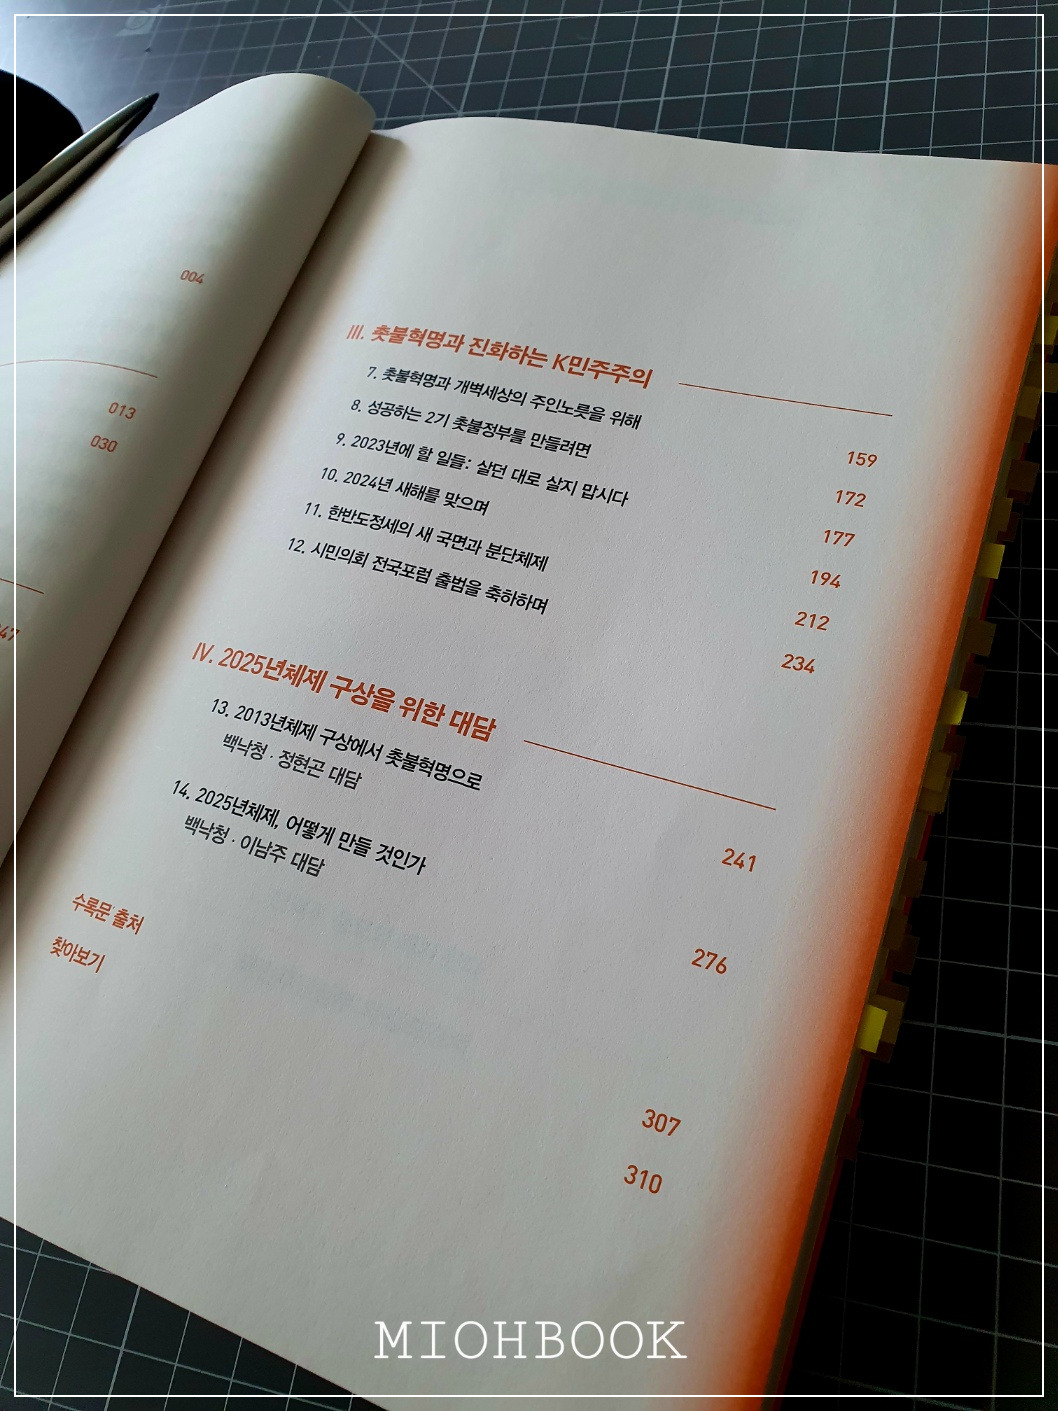 004
013
030
47
III. 촛불혁명과 진화하는 K민주주의
7. 촛불혁명과 개벽세상의 주인노릇을 위해 159
8. 성공하는 2기 촛불정부를 만들려면 172
9. 2023년에 할 일들: 살던 대로 살지 맙시다 177
10. 2024년 새해를 맞으며 194
11. 한반도정세의 새 국면과 분단체제 212
12. 시민의회 전국포럼 출범을 축하하며 234
IV. 2025년체제 구상을 위한 대담
13. 2013년체제 구상에서 촛불혁명으로 241
백낙청 · 정현곤 대담
14. 2025년체제, 어떻게 만들 것인가 276
백낙청 · 이남주 대담
수록문 출처 307
찾아보기 310
MIOHBOOK